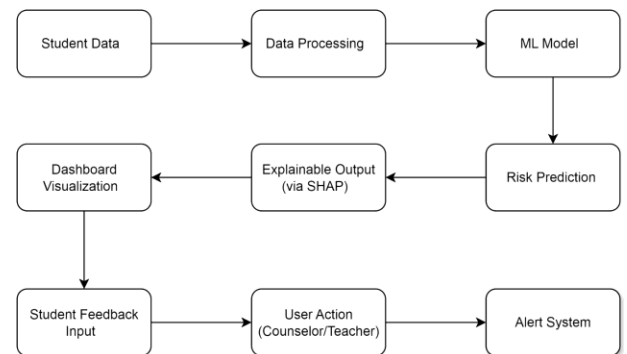 Student Data
Data Processing
ML Model
Dashboard
Visualization
Explainable Output
(via SHAP)
Risk Prediction
Student Feedback
Input
User Action
(Counselor/Teacher)
Alert System